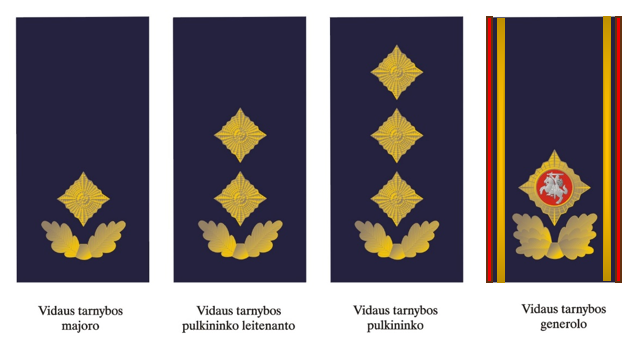 Vidaus tarnybos
majoro
Vidaus tarnybos
pulkininko leitenanto
Vidaus tarnybos
pulkininko
Vidaus tarnybos
generolo